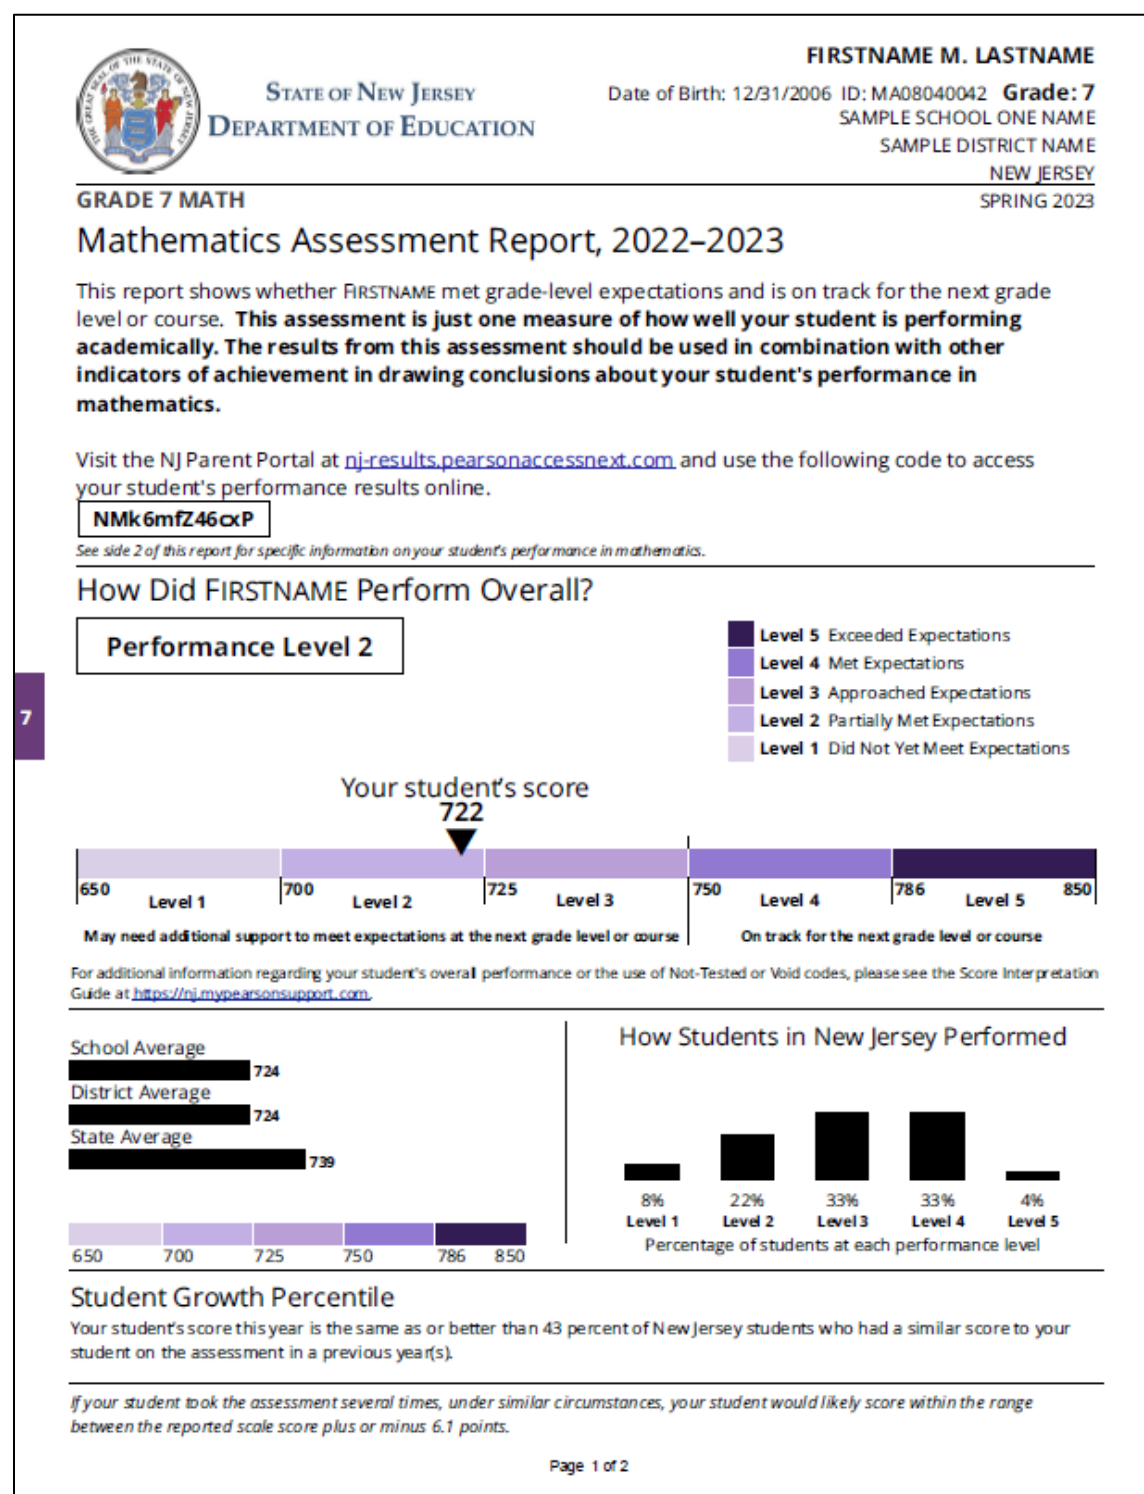 THE GREAT SEAL OF THE STATE OF NEW JERSEY
STATE OF NEW JERSEY
DEPARTMENT OF EDUCATION
FIRSTNAME M. LASTNAME
Date of Birth: 12/31/2006 ID: MA08040042 Grade: 7
SAMPLE SCHOOL ONE NAME
SAMPLE DISTRICT NAME
NEW JERSEY
GRADE 7 MATH
SPRING 2023
Mathematics Assessment Report, 2022–2023
This report shows whether FIRSTNAME met grade-level expectations and is on track for the next grade
level or course. This assessment is just one measure of how well your student is performing
academically. The results from this assessment should be used in combination with other
indicators of achievement in drawing conclusions about your student's performance in
mathematics.
Visit the NJ Parent Portal at nj-results.pearsonaccessnext.com and use the following code to access
your student's performance results online.
NMk6mfZ46cxP
See side 2 of this report for specific information on your student's performance in mathematics.
How Did FIRSTNAME Perform Overall?
Performance Level 2
Level 5 Exceeded Expectations
Level 4 Met Expectations
Level 3 Approached Expectations
Level 2 Partially Met Expectations
Level 1 Did Not Yet Meet Expectations
7
Your student's score
722
650 700 725 750 786 850
Level 1 Level 2 Level 3 Level 4 Level 5
May need additional support to meet expectations at the next grade level or course
On track for the next grade level or course
For additional information regarding your student's overall performance or the use of Not-Tested or Void codes, please see the Score Interpretation
Guide at https://nj.mypearsonsupport.com.
School Average
724
District Average
724
State Average
739
650 700 725 750 786 850
How Students in New Jersey Performed
8% 22% 33% 33% 4%
Level 1 Level 2 Level 3 Level 4 Level 5
Percentage of students at each performance level
Student Growth Percentile
Your student's score this year is the same as or better than 43 percent of New Jersey students who had a similar score to your
student on the assessment in a previous year(s).
If your student took the assessment several times, under similar circumstances, your student would likely score within the range
between the reported scale score plus or minus 6.1 points.
Page 1 of 2